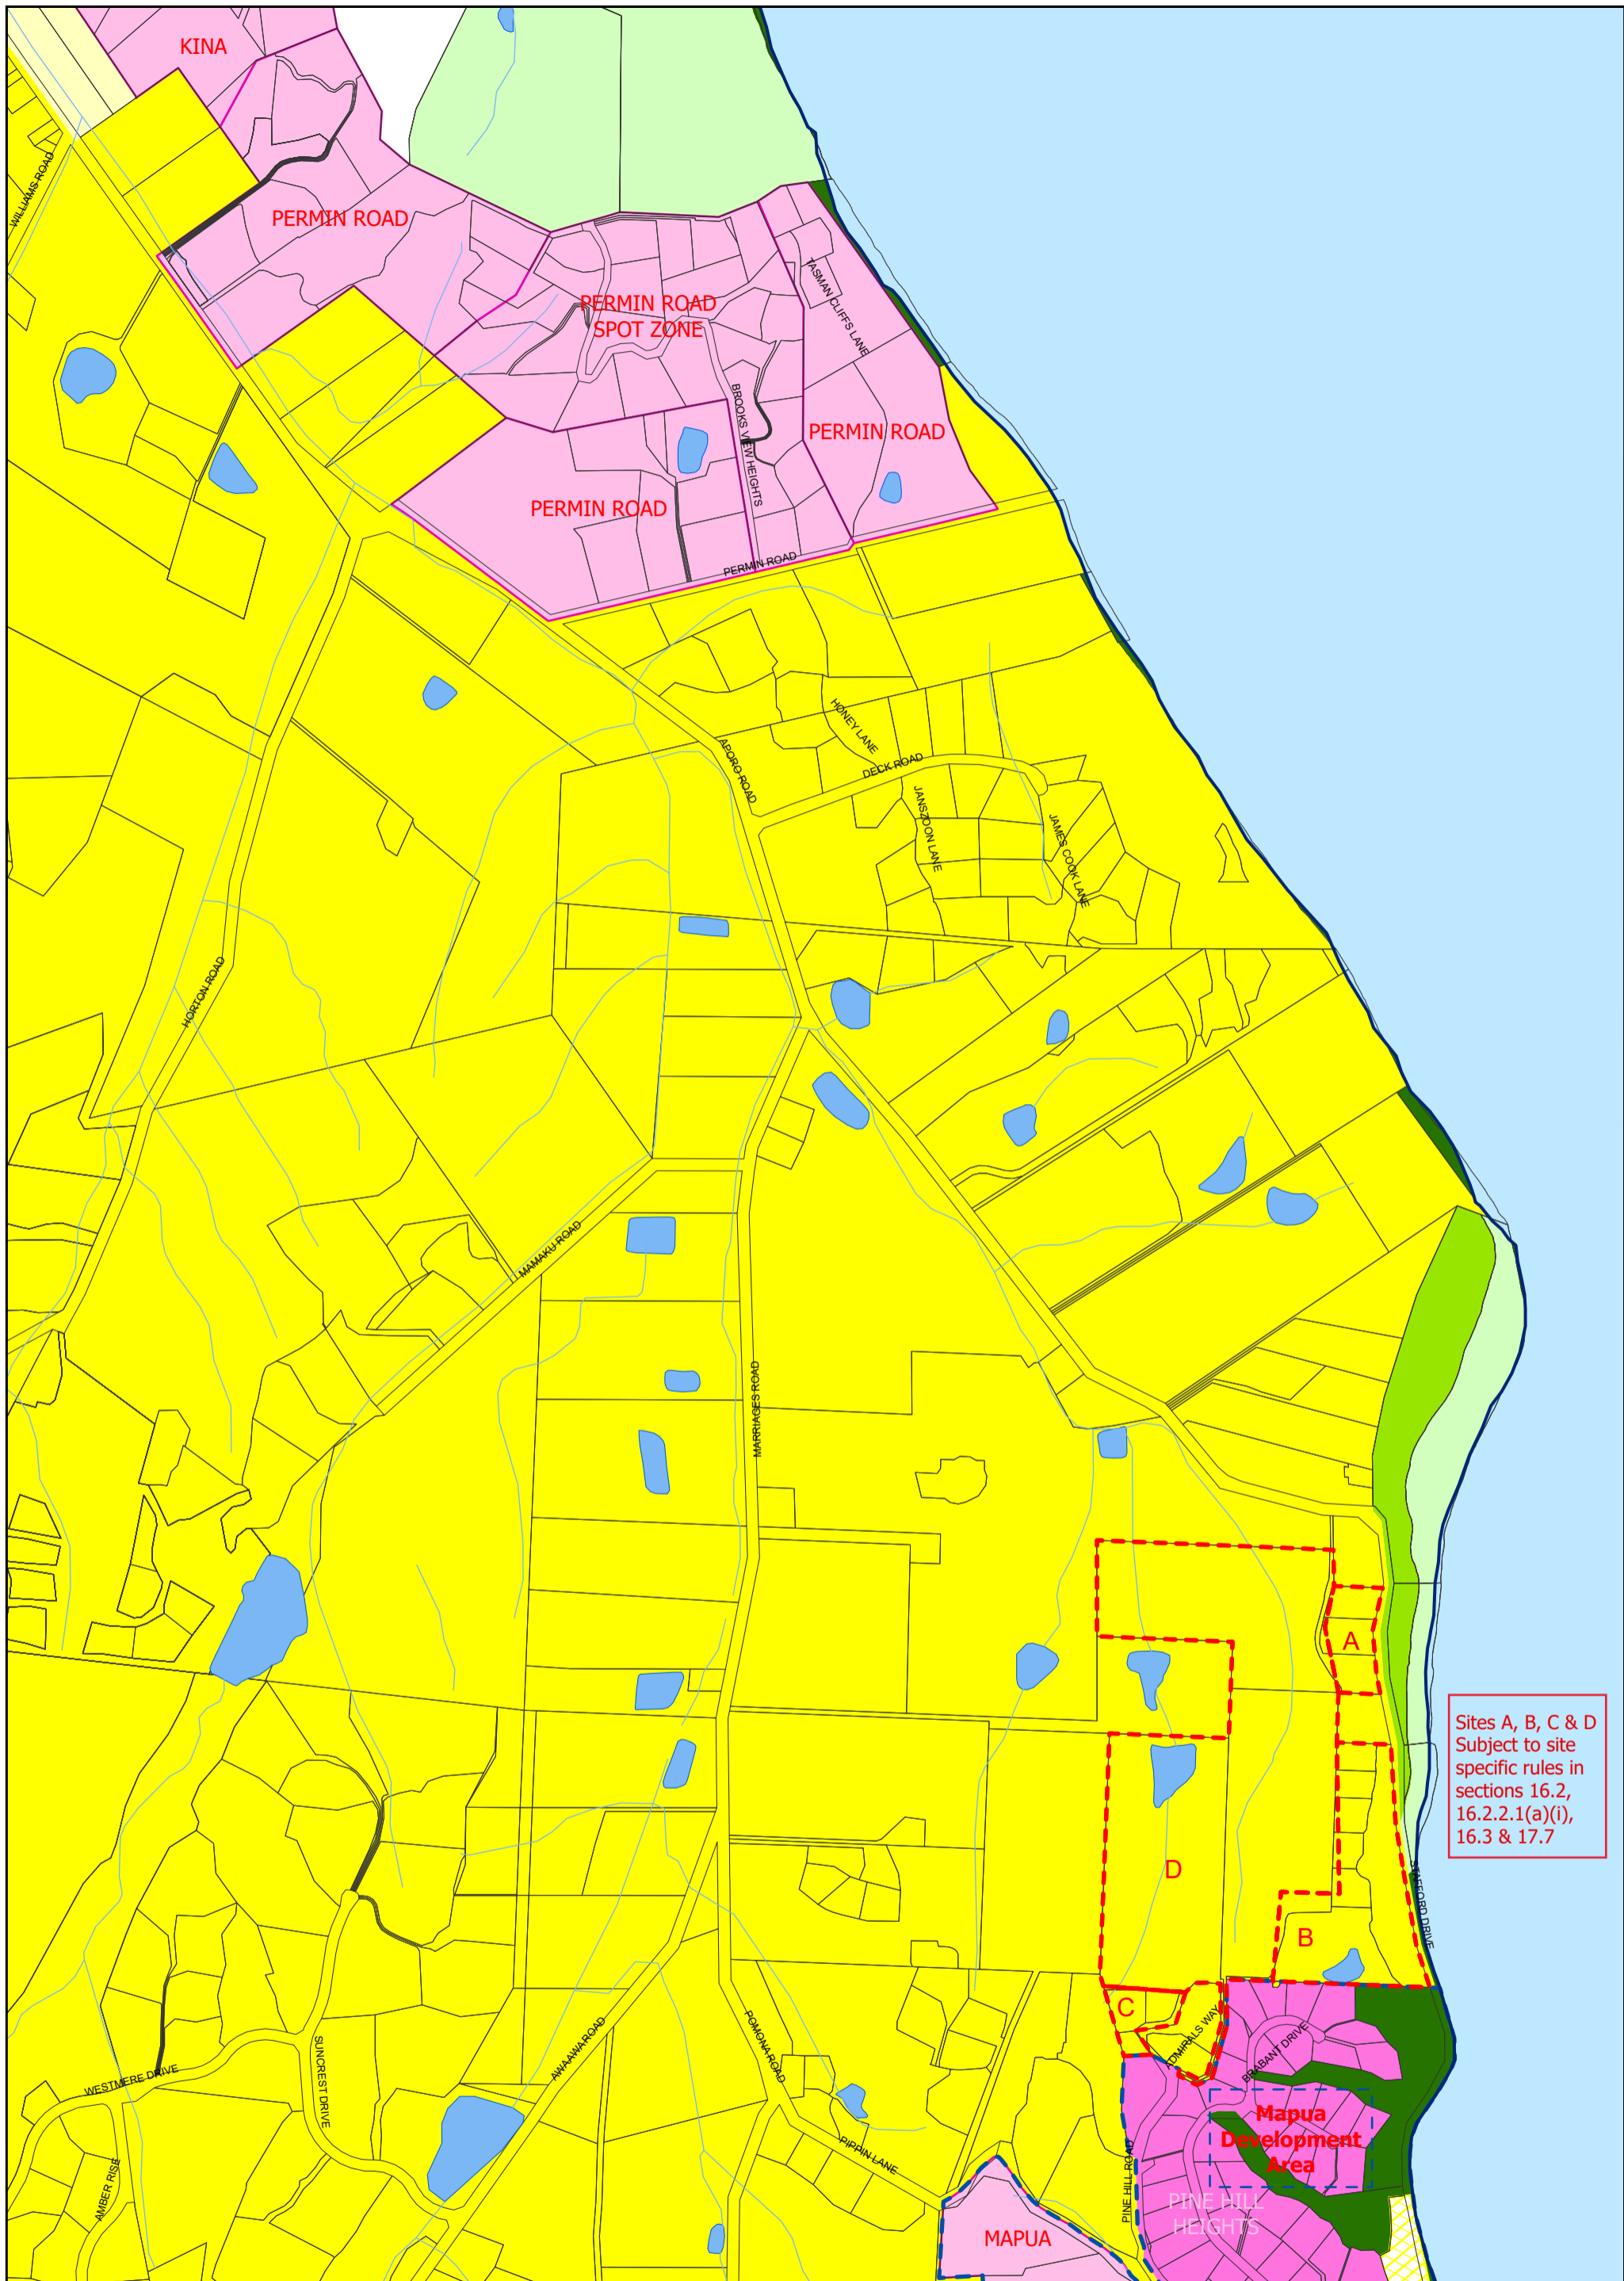 KINA
WILLIAMS ROAD
PERMIN ROAD
TASMAN CLIFFS LANE
PERMIN ROAD
SPOT ZONE
BROOKS VIEW HEIGHTS
PERMIN ROAD
PERMIN ROAD
PERMIN ROAD
HONEY LANE
APORO ROAD
DECK ROAD
JANSZOON LANE
JAMES COOK LANE
HORTON ROAD
MAMAKU ROAD
MARRIAGES ROAD
A
Sites A, B, C & D
Subject to site
specific rules in
sections 16.2,
16.2.2.1(a)(i),
16.3 & 17.7
D
STAFFORD DRIVE
B
C
ADMIRALS WAY
BRABANT DRIVE
POMONA ROAD
AWAAWA ROAD
SUNCREST DRIVE
WESTMERE DRIVE
Mapua
Development
Area
PIPPIN LANE
PINE HILL ROAD
AMBER RISE
PINE HILL
HEIGHTS
MAPUA